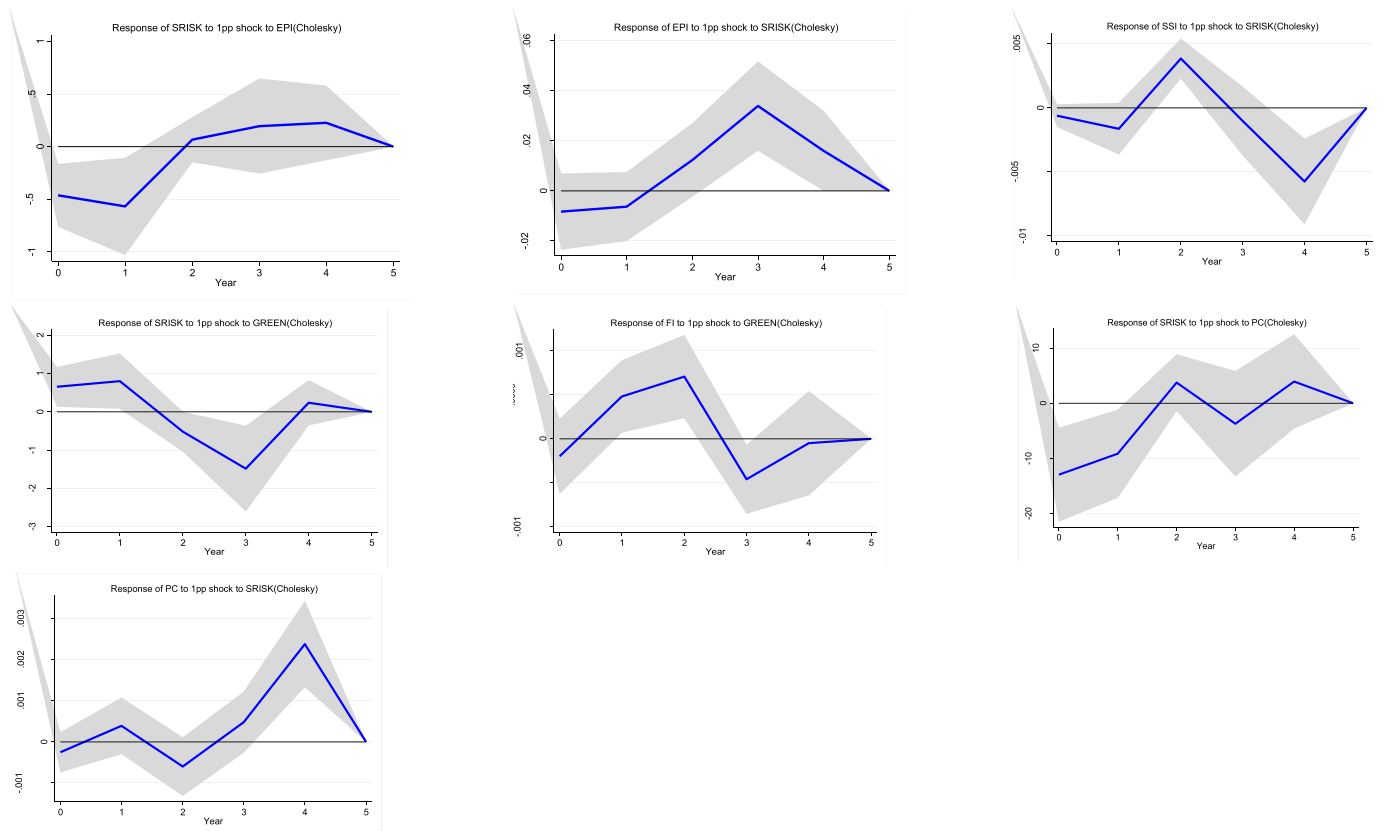 Response of SRISK to 1pp shock to EPI(Cholesky)
1
.5
0
-.5
-1
0 1 2 3 4 5
Year
Response of EPI to 1pp shock to SRISK(Cholesky)
.06
.04
.02
0
-.02
0 1 2 3 4 5
Year
Response of SSI to 1pp shock to SRISK(Cholesky)
.005
0
-.005
-.01
0 1 2 3 4 5
Year
Response of SRISK to 1pp shock to GREEN(Cholesky)
2
1
0
-1
-2
-3
0 1 2 3 4 5
Year
Response of FI to 1pp shock to GREEN(Cholesky)
.001
0
-.001
0 1 2 3 4 5
Year
Response of SRISK to 1pp shock to PC(Cholesky)
10
0
-10
-20
0 1 2 3 4 5
Year
Response of PC to 1pp shock to SRISK(Cholesky)
.003
.002
.001
0
-.001
0 1 2 3 4 5
Year